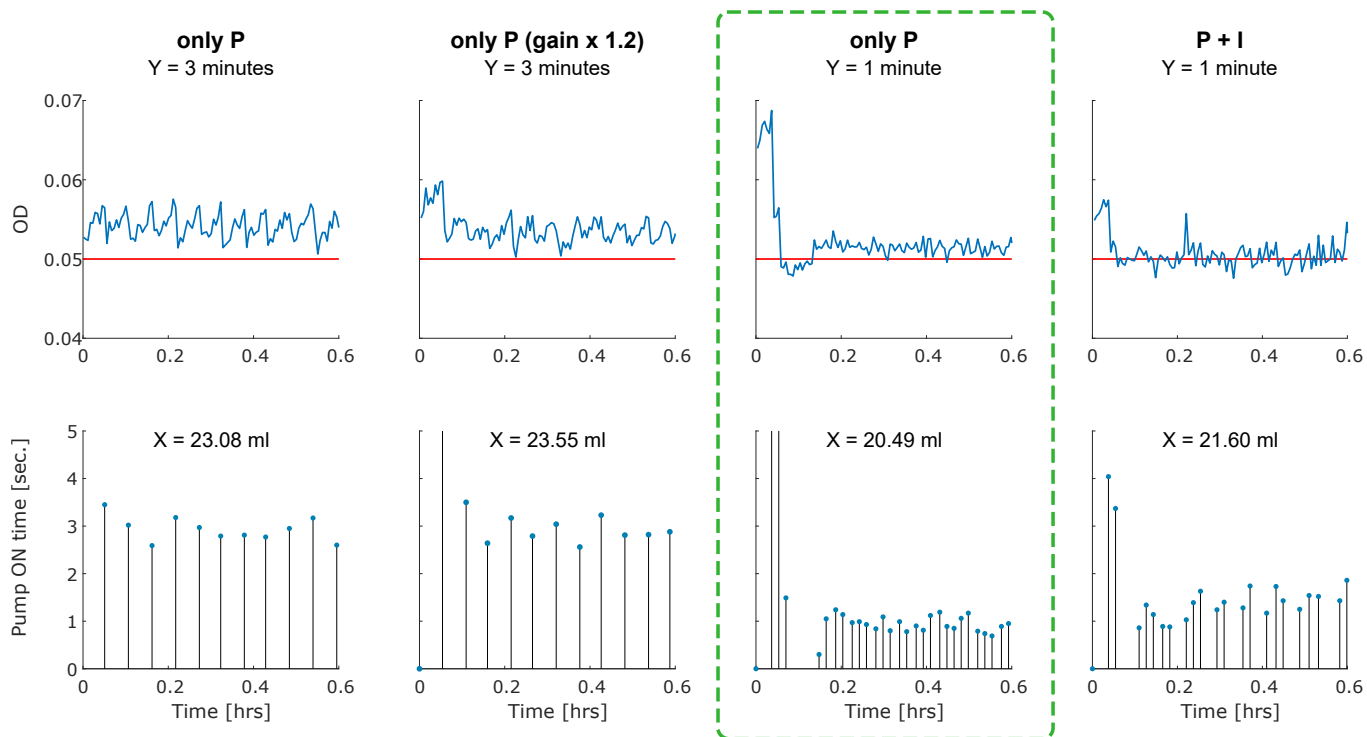 only P
Y = 3 minutes
only P (gain x 1.2)
Y = 3 minutes
only P
Y = 1 minute
P + I
Y = 1 minute
OD
0.07
0.06
0.05
0.04
0 0.2 0.4 0.6
0 0.2 0.4 0.6
0 0.2 0.4 0.6
0 0.2 0.4 0.6
Pump ON time [sec.]
5
4
3
2
1
0
X = 23.08 ml
X = 23.55 ml
X = 20.49 ml
X = 21.60 ml
0 0.2 0.4 0.6
0 0.2 0.4 0.6
0 0.2 0.4 0.6
0 0.2 0.4 0.6
Time [hrs]
Time [hrs]
Time [hrs]
Time [hrs]